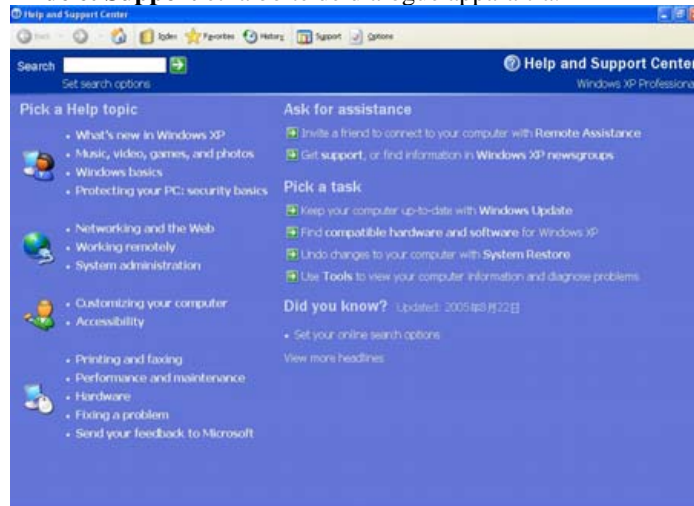 Help and Support Center
Back
Index Favorites History Support Options
Search
Set search options
Help and Support Center
Windows XP Professional
Pick a Help topic
• What's new in Windows XP
• Music, video, games, and photos
• Windows basics
• Protecting your PC: security basics
• Networking and the Web
• Working remotely
• System administration
• Customizing your computer
• Accessibility
• Printing and faxing
• Performance and maintenance
• Hardware
• Fixing a problem
• Send your feedback to Microsoft
Ask for assistance
Invite a friend to connect to your computer with Remote Assistance
Get support, or find information in Windows XP newsgroups
Pick a task
Keep your computer up-to-date with Windows Update
Find compatible hardware and software for Windows XP
Undo changes to your computer with System Restore
Use Tools to view your computer information and diagnose problems
Did you know? Updated: 2005年8月22日
• Set your online search options
View more headlines